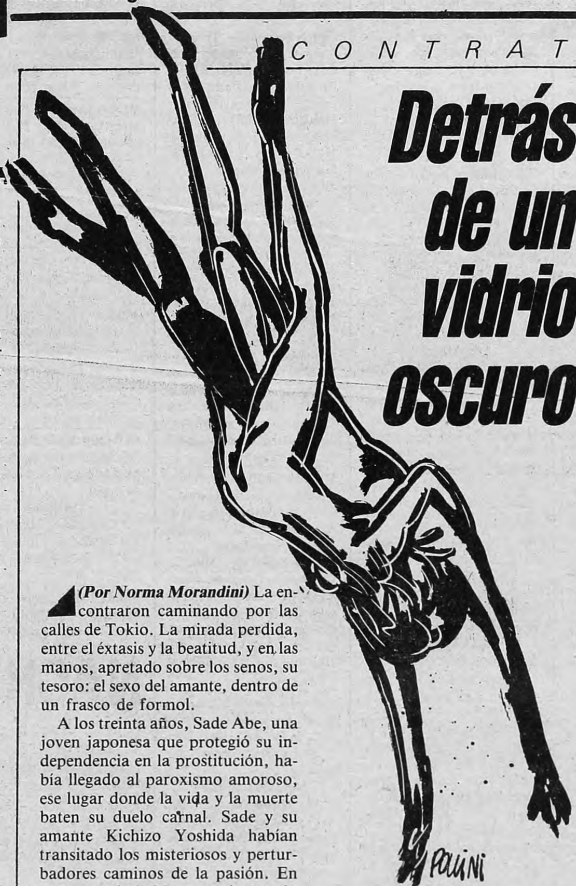 CONTRAT
Detrás
de un
vidrio
oscuro
(Por Norma Morandini) La en-
contraron caminando por las
calles de Tokio. La mirada perdida,
entre el éxtasis y la beatitud, y en las
manos, apretado sobre los senos, su
tesoro: el sexo del amante, dentro de
un frasco de formol.
A los treinta años, Sade Abe, una
joven japonesa que protegió su in-
dependencia en la prostitución, ha-
bía llegado al paroxismo amoroso,
ese lugar donde la vida y la muerte
baten su duelo carnal. Sade y su
amante Kichizo Yoshida habían
transitado los misteriosos y pertur-
badores caminos de la pasión. En
POLLINI